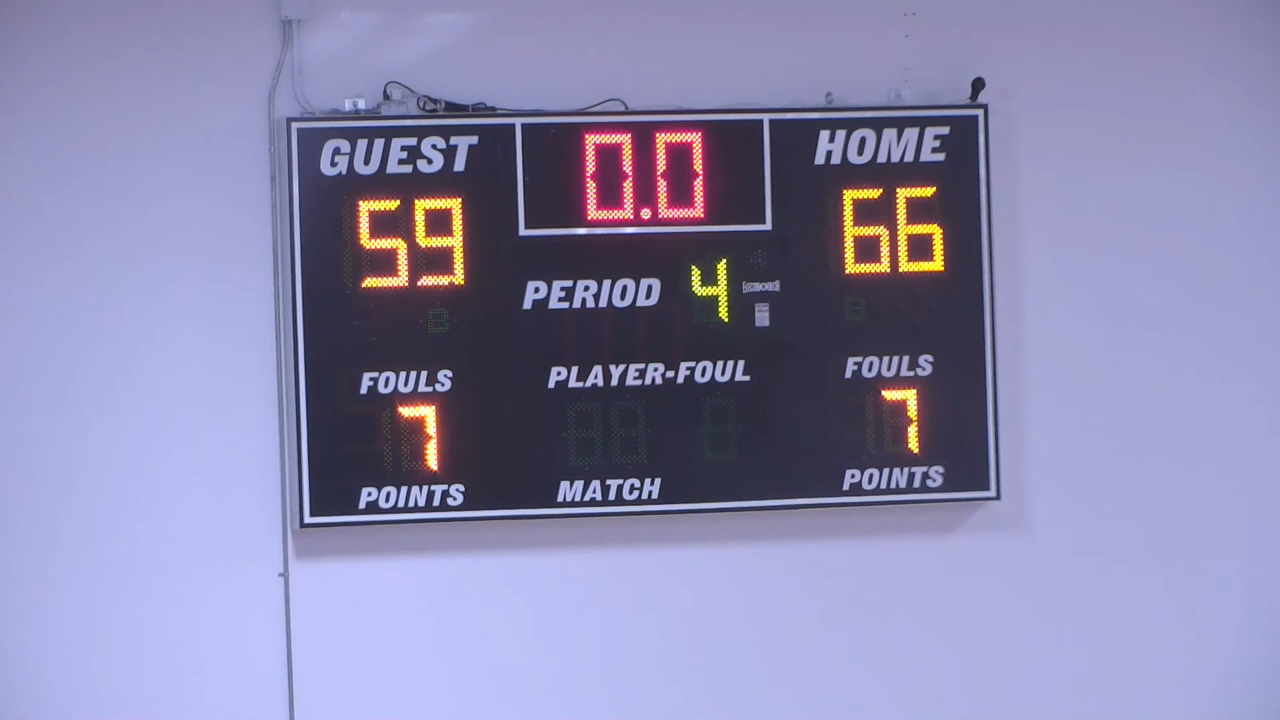 GUEST 0.0 HOME
59 66
PERIOD 4
FOULS PLAYER-FOUL FOULS
7 7
POINTS MATCH POINTS